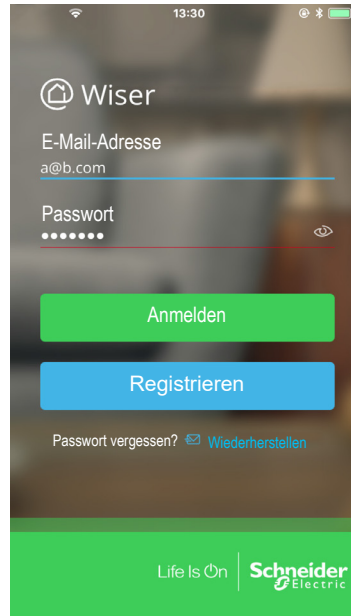 13:30
Wiser
E-Mail-Adresse
a@b.com
Passwort
•••••••
Anmelden
Registrieren
Passwort vergessen? Wiederherstellen
Life Is On Schneider
Electric